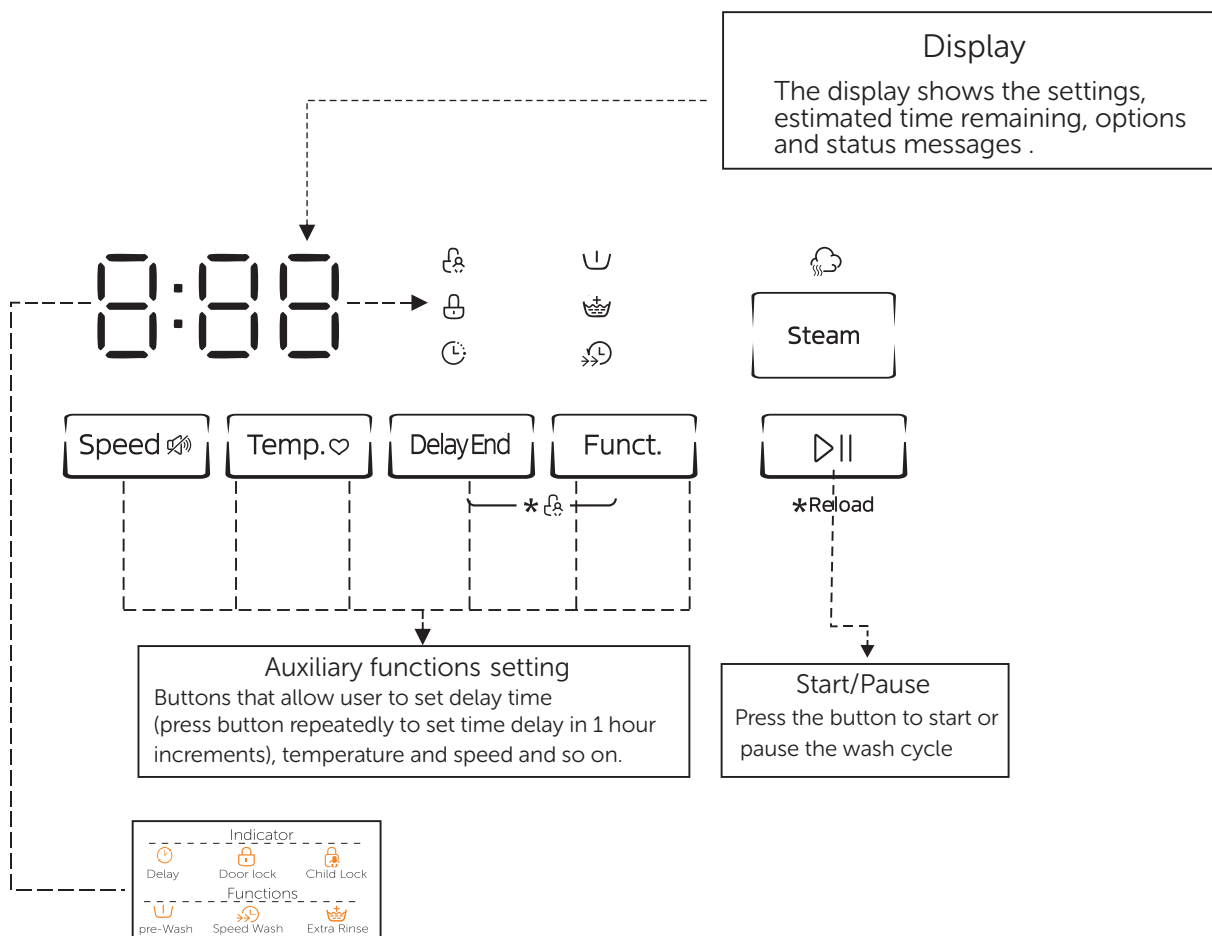 Display
The display shows the settings,
estimated time remaining, options
and status messages .
8:88
Steam
Speed
Temp.
Delay End
Funct.
*
*Reload
Auxiliary functions setting
Buttons that allow user to set delay time
(press button repeatedly to set time delay in 1 hour
increments), temperature and speed and so on.
Start/Pause
Press the button to start or
pause the wash cycle
Indicator
Delay Door lock Child Lock
Functions
pre-Wash Speed Wash Extra Rinse